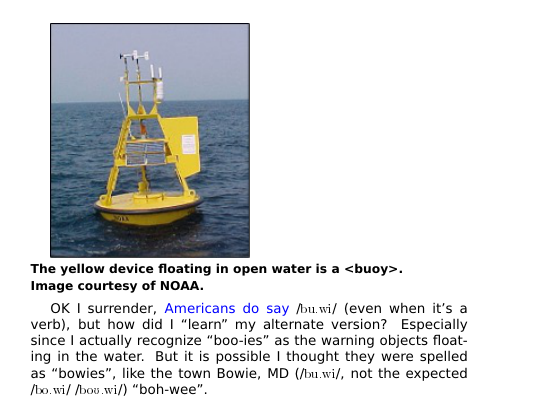 NOAA
The yellow device floating in open water is a <buoy>.
Image courtesy of NOAA.
OK I surrender, Americans do say /bu.wi/ (even when it's a
verb), but how did I “learn” my alternate version? Especially
since I actually recognize “boo-ies” as the warning objects float-
ing in the water. But it is possible I thought they were spelled
as “bowies”, like the town Bowie, MD (/bu.wi/, not the expected
/bo.wi/ /boʊ.wi/) “boh-wee”.